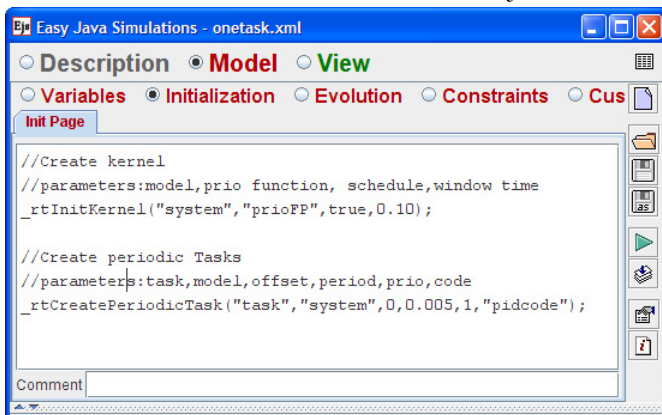 Ejs Easy Java Simulations - onetask.xml
Description Model View
Variables Initialization Evolution Constraints Cus
Init Page
//Create kernel
//parameters:model,prio function, schedule,window time
_rtInitKernel("system","prioFP",true,0.10);
//Create periodic Tasks
//parameters:task,model,offset,period,prio,code
_rtCreatePeriodicTask("task","system",0,0.005,1,"pidcode");
as
i
Comment